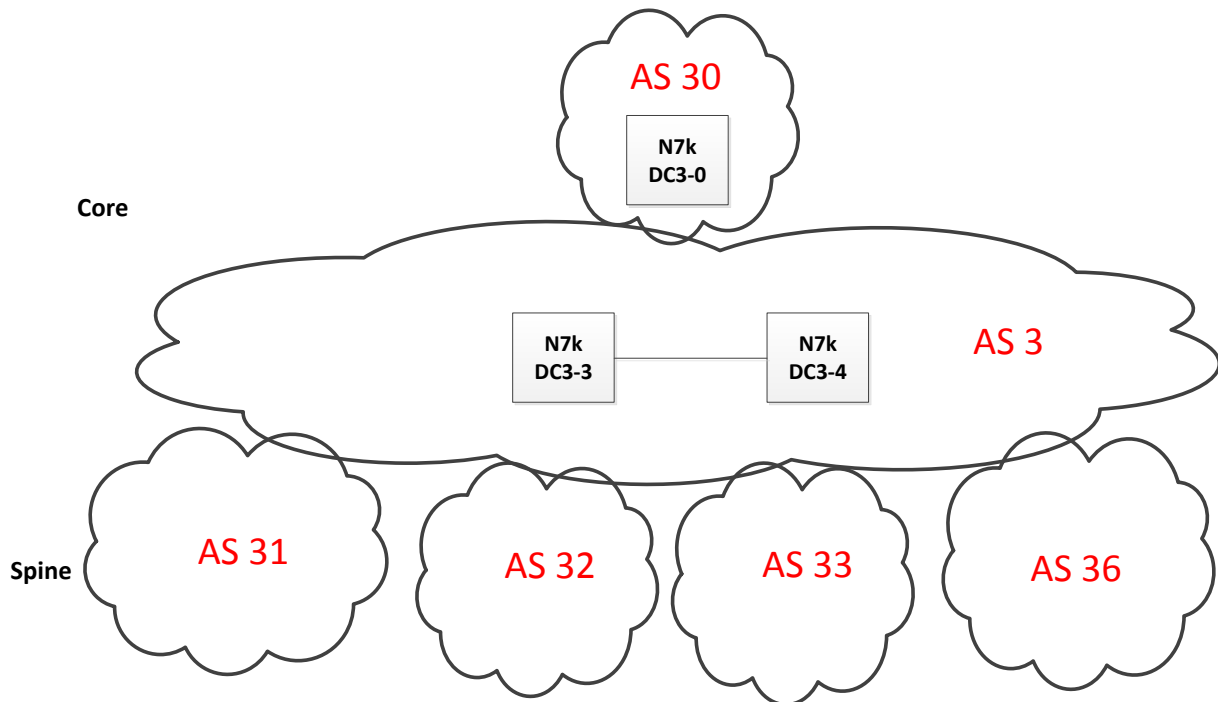 AS 30
N7k
DC3-0
Core
N7k
DC3-3
N7k
DC3-4
AS 3
AS 31
AS 32
AS 33
AS 36
Spine